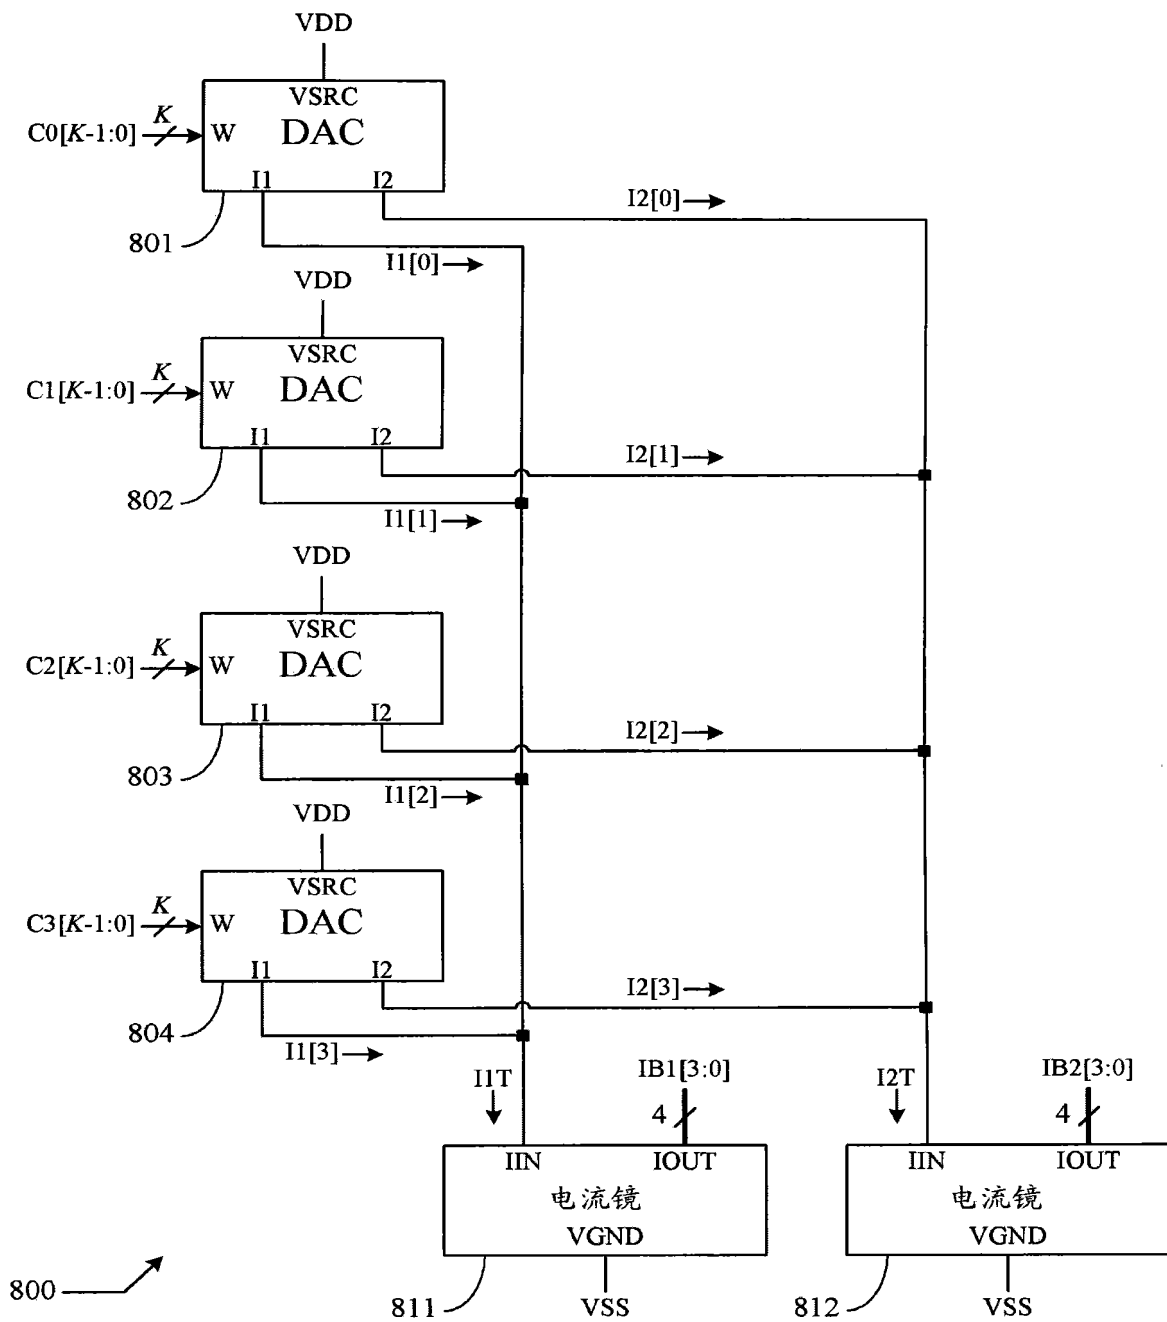 VDD
VSRC
K
C0[K-1:0]
W
DAC
I1
I2
I2[0]
801
I1[0]
VDD
VSRC
K
C1[K-1:0]
W
DAC
I1
I2
I2[1]
802
I1[1]
VDD
VSRC
K
C2[K-1:0]
W
DAC
I1
I2
I2[2]
803
I1[2]
VDD
VSRC
K
C3[K-1:0]
W
DAC
I1
I2
I2[3]
804
I1[3]
I1T
IB1[3:0]
4
I2T
IB2[3:0]
4
IIN
IOUT
电流镜
VGND
IIN
IOUT
电流镜
VGND
800
811
VSS
812
VSS